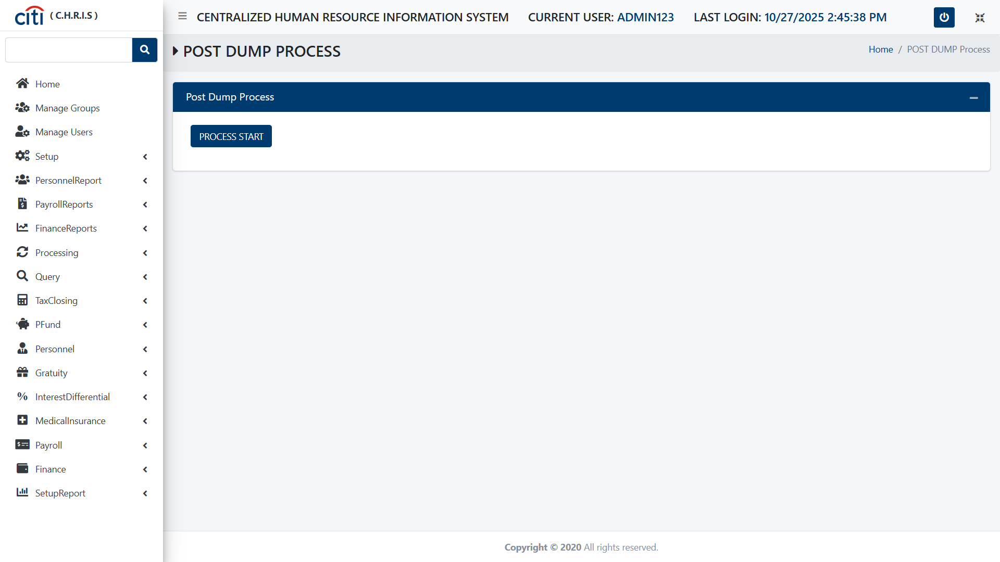 citi ( C.H.R.I.S )
CENTRALIZED HUMAN RESOURCE INFORMATION SYSTEM CURRENT USER: ADMIN123 LAST LOGIN: 10/27/2025 2:45:38 PM
POST DUMP PROCESS
Home / POST DUMP Process
Home
Manage Groups
Manage Users
Setup
PersonnelReport
PayrollReports
FinanceReports
Processing
Query
TaxClosing
PFund
Personnel
Gratuity
% InterestDifferential
MedicalInsurance
Payroll
Finance
SetupReport
Post Dump Process
PROCESS START
Copyright © 2020 All rights reserved.